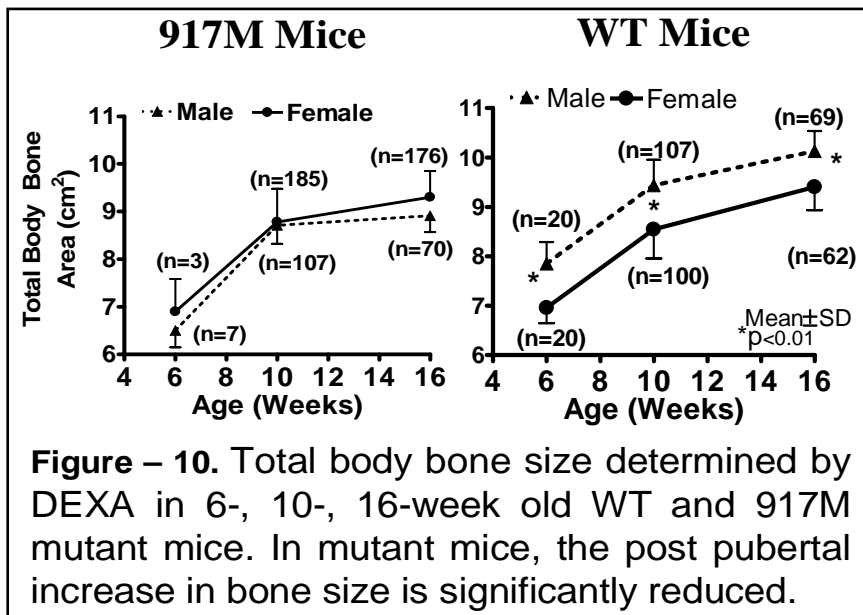 917M Mice
Male Female
Total Body Bone
Area (cm²)
11
10
9
8
7
6
(n=3)
(n=7)
(n=185)
(n=107)
(n=176)
(n=70)
4 6 8 10 12 14 16
Age (Weeks)
WT Mice
Male Female
11
10
9
8
7
6
(n=20)
*
(n=20)
(n=107)
*
(n=100)
(n=69)
*
(n=62)
Mean±SD
*p<0.01
4 6 8 10 12 14 16
Age (Weeks)
Figure – 10. Total body bone size determined by
DEXA in 6-, 10-, 16-week old WT and 917M
mutant mice. In mutant mice, the post pubertal
increase in bone size is significantly reduced.